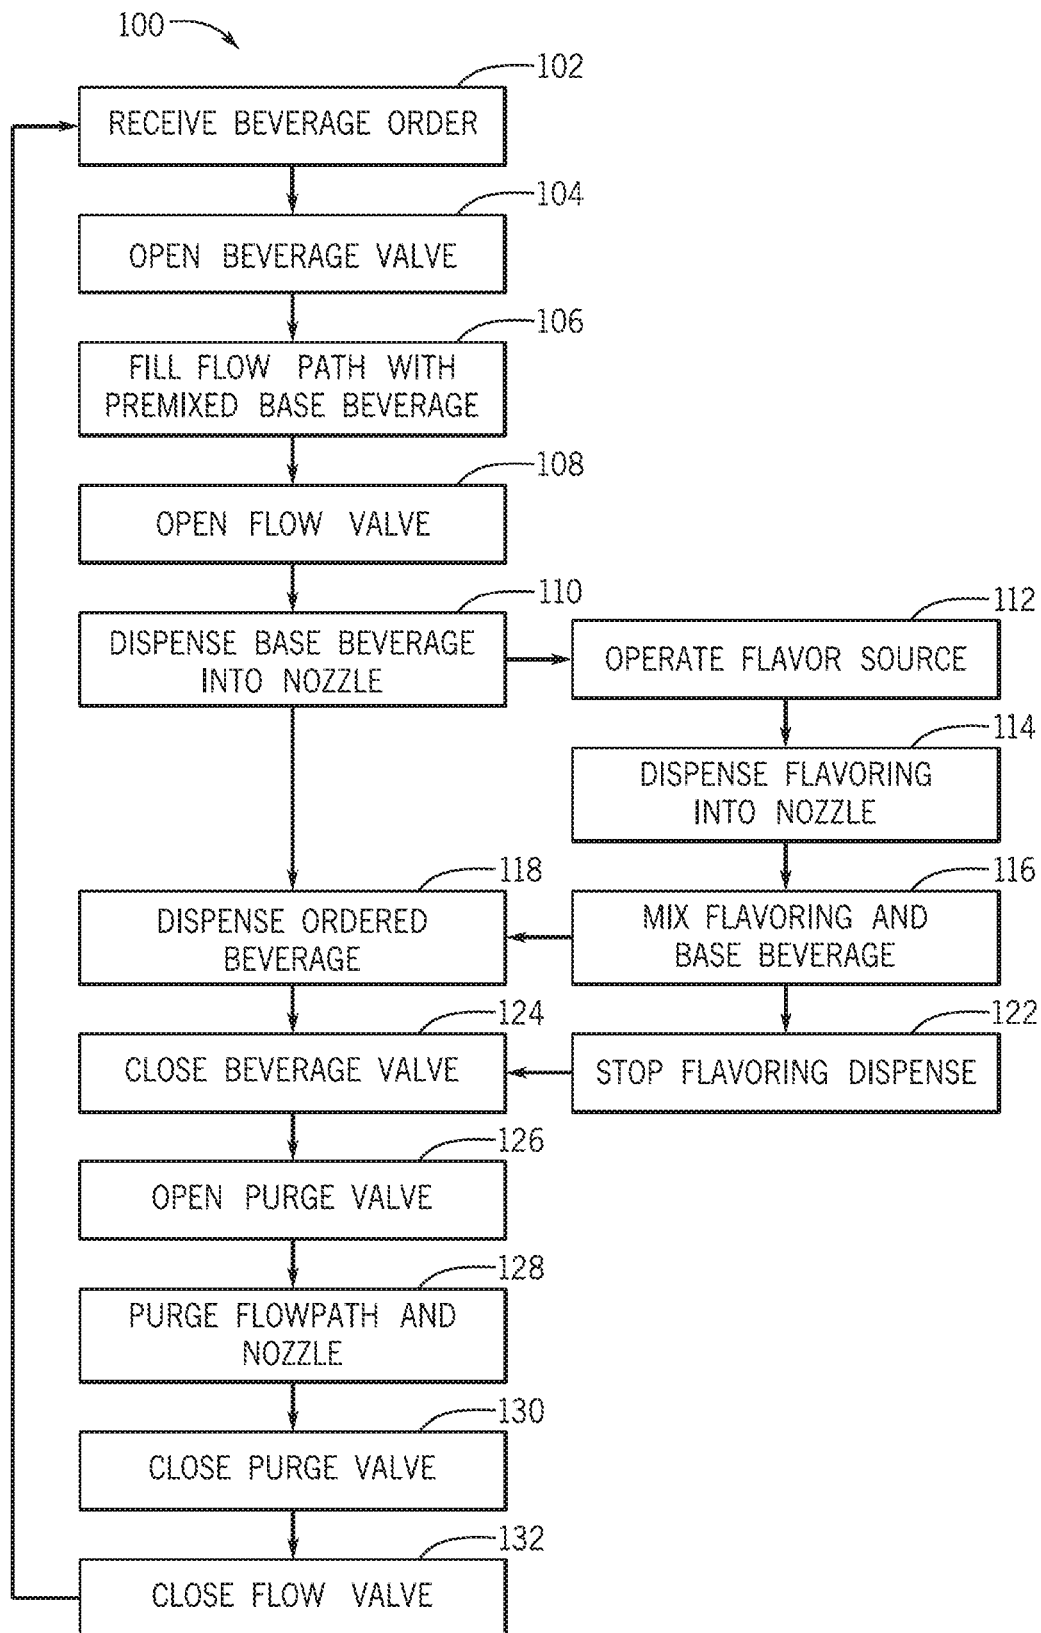 100
102
RECEIVE BEVERAGE ORDER
104
OPEN BEVERAGE VALVE
106
FILL FLOW PATH WITH
PREMIXED BASE BEVERAGE
108
OPEN FLOW VALVE
110
DISPENSE BASE BEVERAGE
INTO NOZZLE
112
OPERATE FLAVOR SOURCE
114
DISPENSE FLAVORING
INTO NOZZLE
116
MIX FLAVORING AND
BASE BEVERAGE
118
DISPENSE ORDERED
BEVERAGE
122
STOP FLAVORING DISPENSE
124
CLOSE BEVERAGE VALVE
126
OPEN PURGE VALVE
128
PURGE FLOWPATH AND
NOZZLE
130
CLOSE PURGE VALVE
132
CLOSE FLOW VALVE